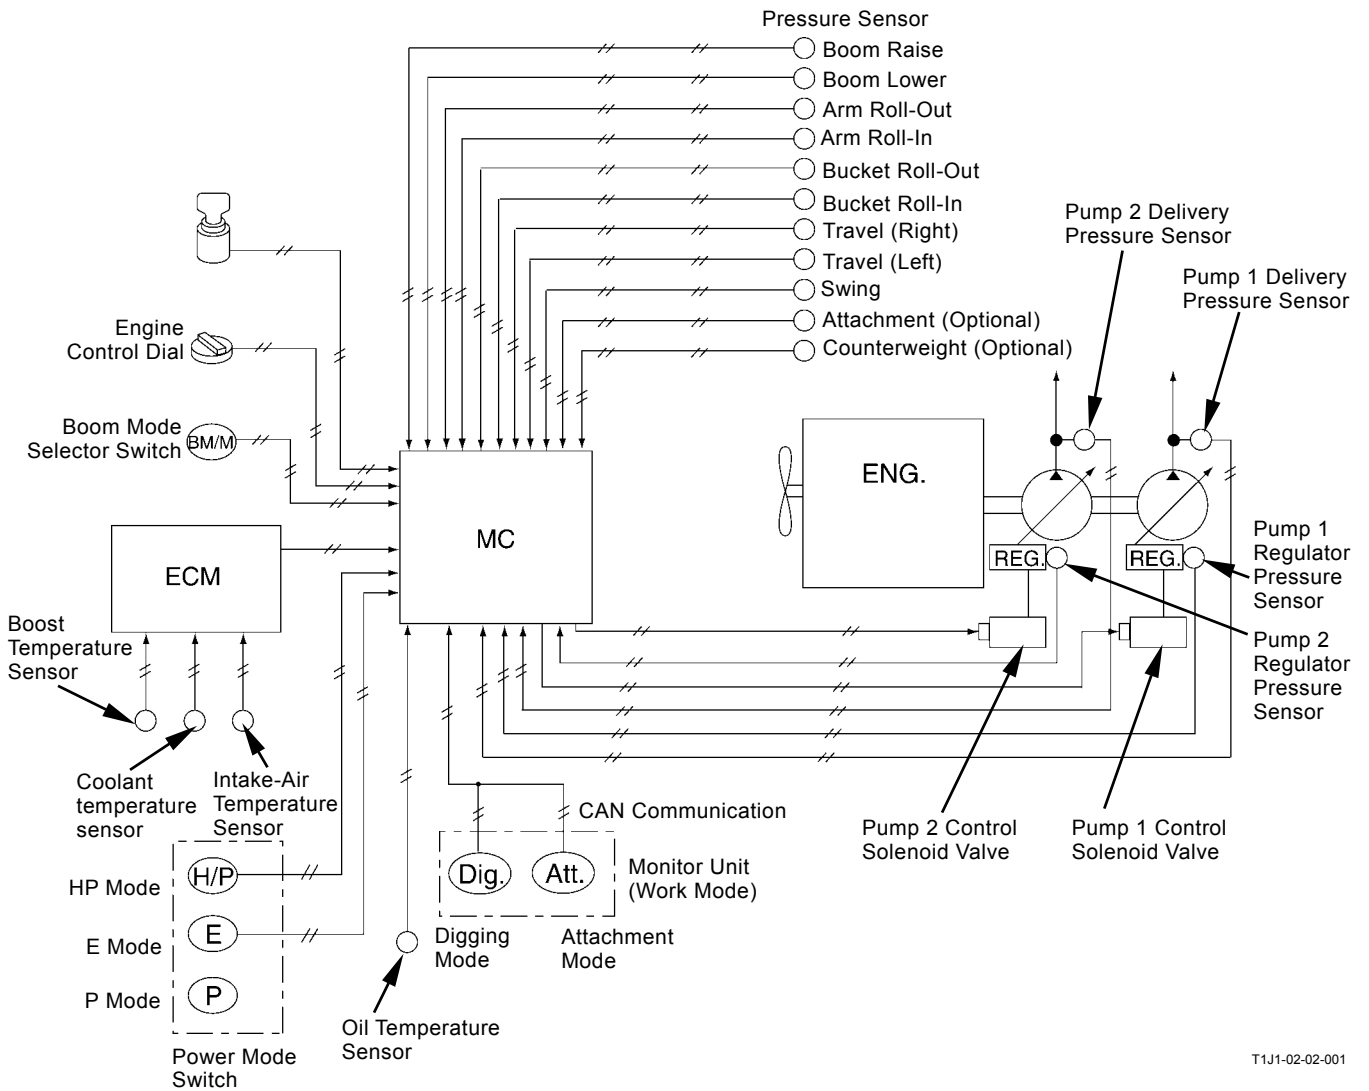 Pressure Sensor
Boom Raise
Boom Lower
Arm Roll-Out
Arm Roll-In
Bucket Roll-Out
Bucket Roll-In
Travel (Right)
Travel (Left)
Swing
Attachment (Optional)
Counterweight (Optional)
Pump 2 Delivery
Pressure Sensor
Pump 1 Delivery
Pressure Sensor
Engine
Control Dial
Boom Mode
Selector Switch
BM/M
MC
ENG.
ECM
REG.
REG.
Pump 1
Regulator
Pressure
Sensor
Pump 2
Regulator
Pressure
Sensor
Boost
Temperature
Sensor
Coolant
temperature
sensor
Intake-Air
Temperature
Sensor
CAN Communication
Pump 2 Control
Solenoid Valve
Pump 1 Control
Solenoid Valve
HP Mode
H/P
E Mode
E
P Mode
P
Power Mode
Switch
Dig.
Att.
Monitor Unit
(Work Mode)
Digging
Mode
Attachment
Mode
Oil Temperature
Sensor
T1J1-02-02-001